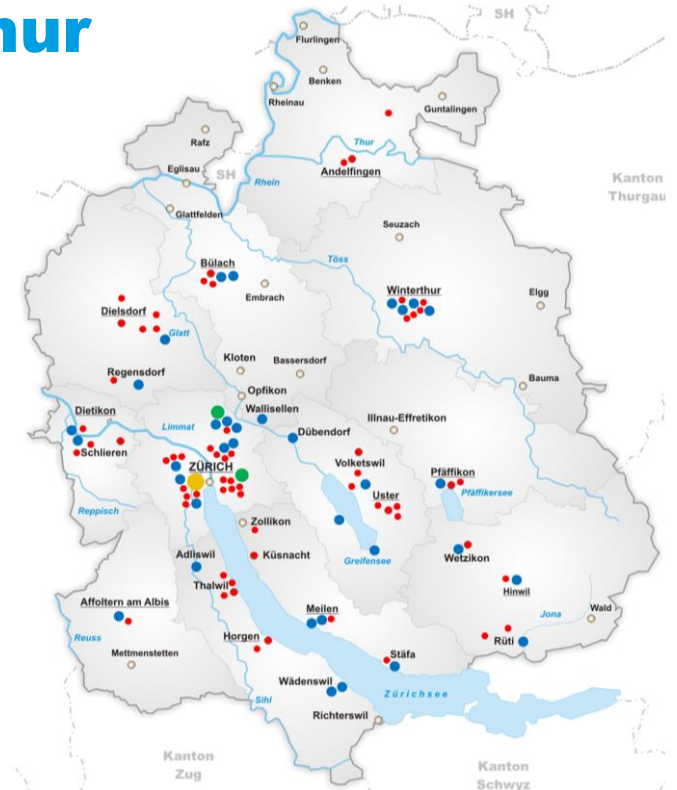 nur
SH
Flurlingen
Benken
Rheinau
Guntalingen
Rafz
Thur
Andelfingen
Eglisau
SH
Rhein
Kanton
Thurgau
Glattfelden
Seuzach
Bülach
Töss
Embrach
Winterthur
Elgg
Dielsdorf
Glatt
Kloten
Bassersdorf
Regensdorf
Bauma
Opfikon
Dietikon
Limmat
Wallisellen
Illnau-Effretikon
Dübendorf
Schlieren
ZÜRICH
Volketswil
Pfäffikon
Pfäffikersee
Uster
Reppisch
Zollikon
Adliswil
Küsnacht
Greifensee
Wetzikon
Thalwil
Hinwil
Affoltern am Albis
Meilen
Jona
Wald
Reuss
Horgen
Rüti
Mettmenstetten
Stäfa
Wädenswil
Zürichsee
Sihl
Richterswil
Kanton
Zug
Kanton
Schwyz